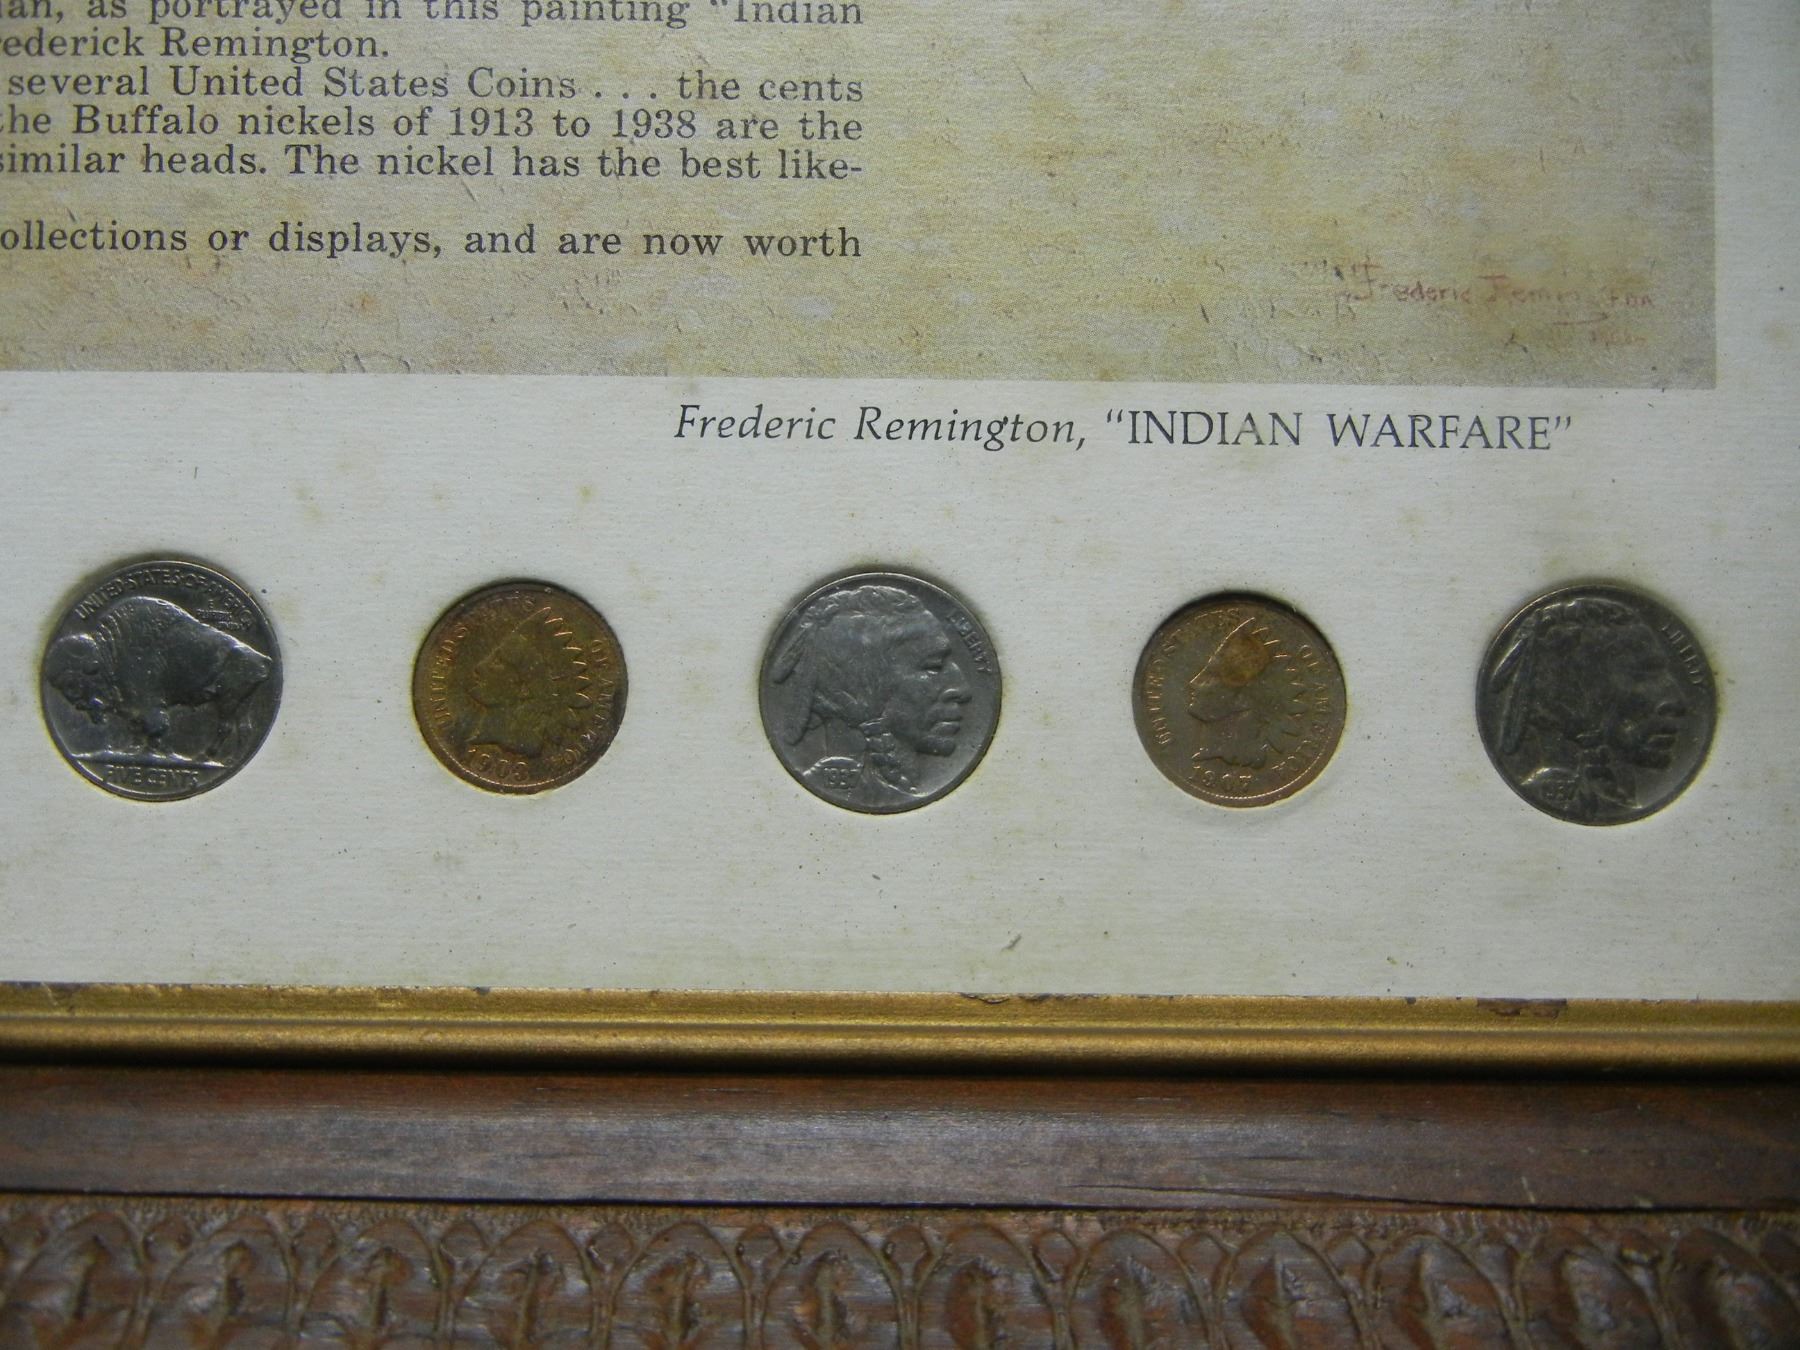 an, as portrayed in this painting "Indian
rederick Remington.
several United States Coins . . . the cents
the Buffalo nickels of 1913 to 1938 are the
similar heads. The nickel has the best like-
ollections or displays, and are now worth
Frederic Remington
Frederic Remington, "INDIAN WARFARE"
UNITED STATES OF AMERICA
FIVE CENTS
UNITED STATES OF AMERICA
1903
LIBERTY
1937
UNITED STATES OF AMERICA
1907
LIBERTY
1937